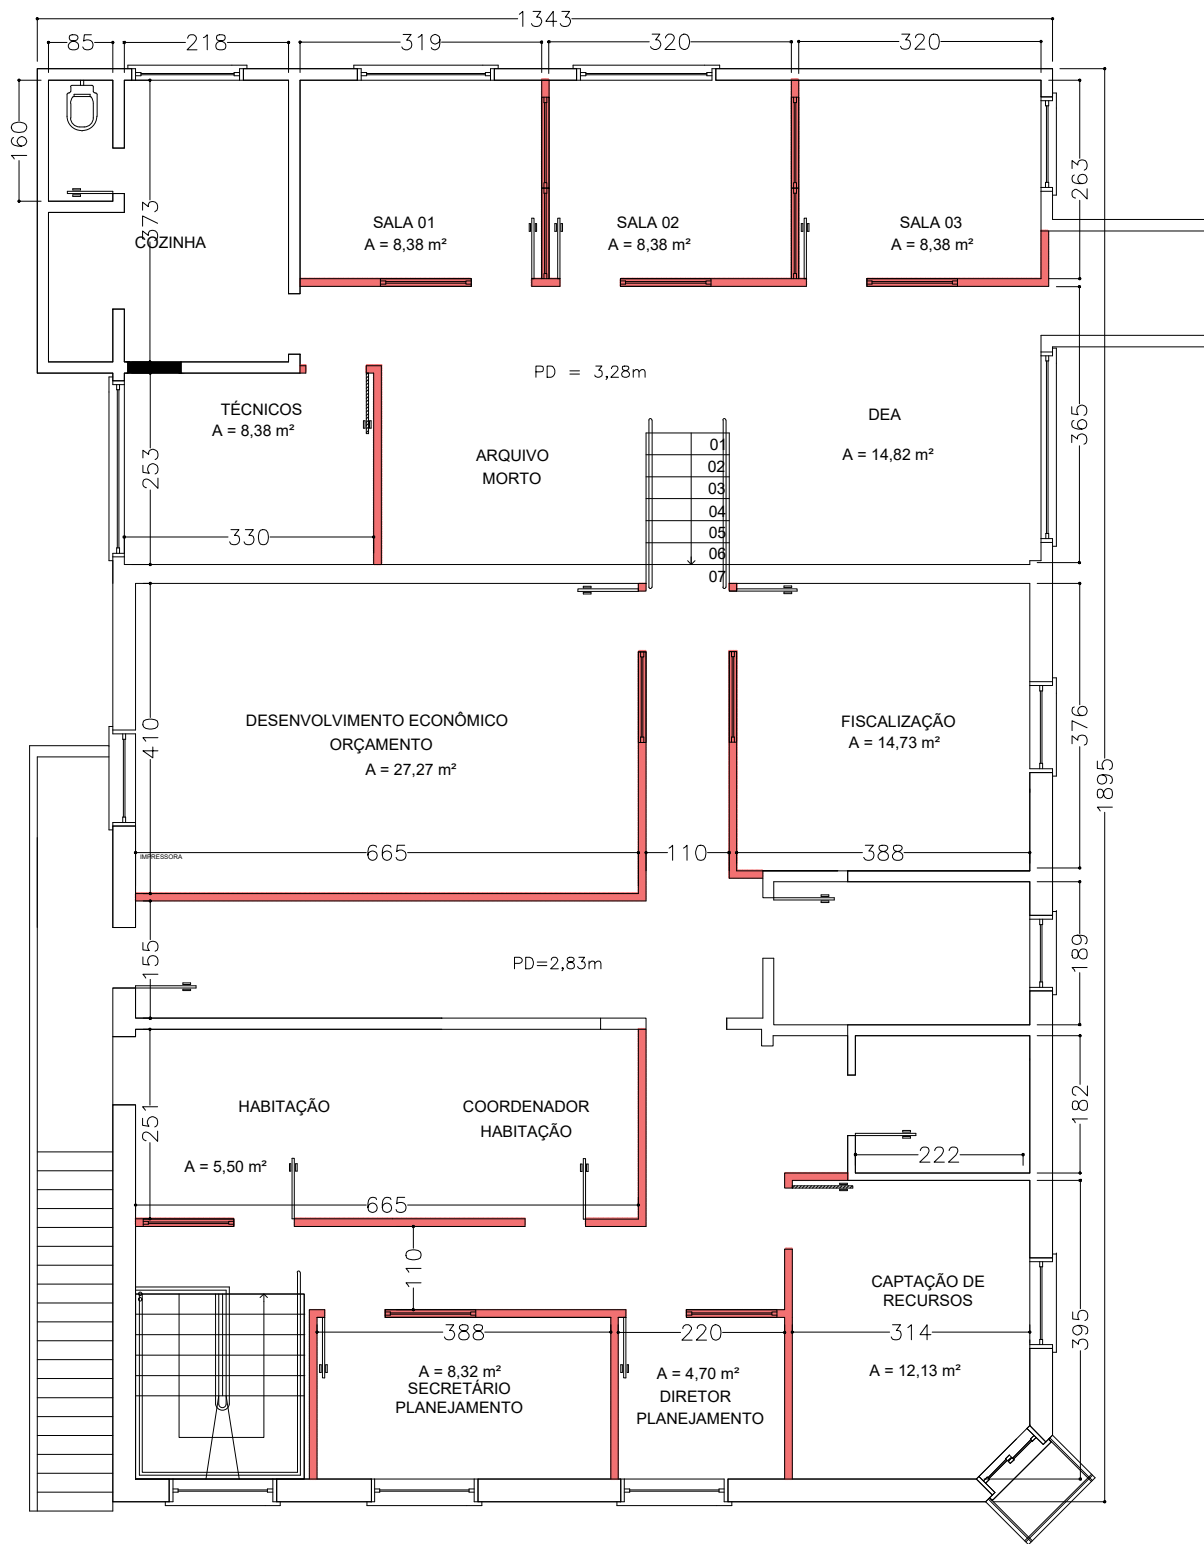 1343
85
218
319
320
320
160
373
263
SALA 01
A = 8,38 m²
SALA 02
A = 8,38 m²
SALA 03
A = 8,38 m²
COZINHA
PD = 3,28m
TÉCNICOS
A = 8,38 m²
DEA
A = 14,82 m²
365
ARQUIVO
MORTO
253
330
01
02
03
04
05
06
07
DESENVOLVIMENTO ECONÔMICO
ORÇAMENTO
A = 27,27 m²
410
FISCALIZAÇÃO
A = 14,73 m²
376
1895
IMPRESSORA
665
110
388
155
PD=2,83m
189
HABITAÇÃO
COORDENADOR
HABITAÇÃO
251
A = 5,50 m²
182
222
665
110
CAPTAÇÃO DE
RECURSOS
388
220
314
395
A = 8,32 m²
SECRETÁRIO
PLANEJAMENTO
A = 4,70 m²
DIRETOR
PLANEJAMENTO
A = 12,13 m²